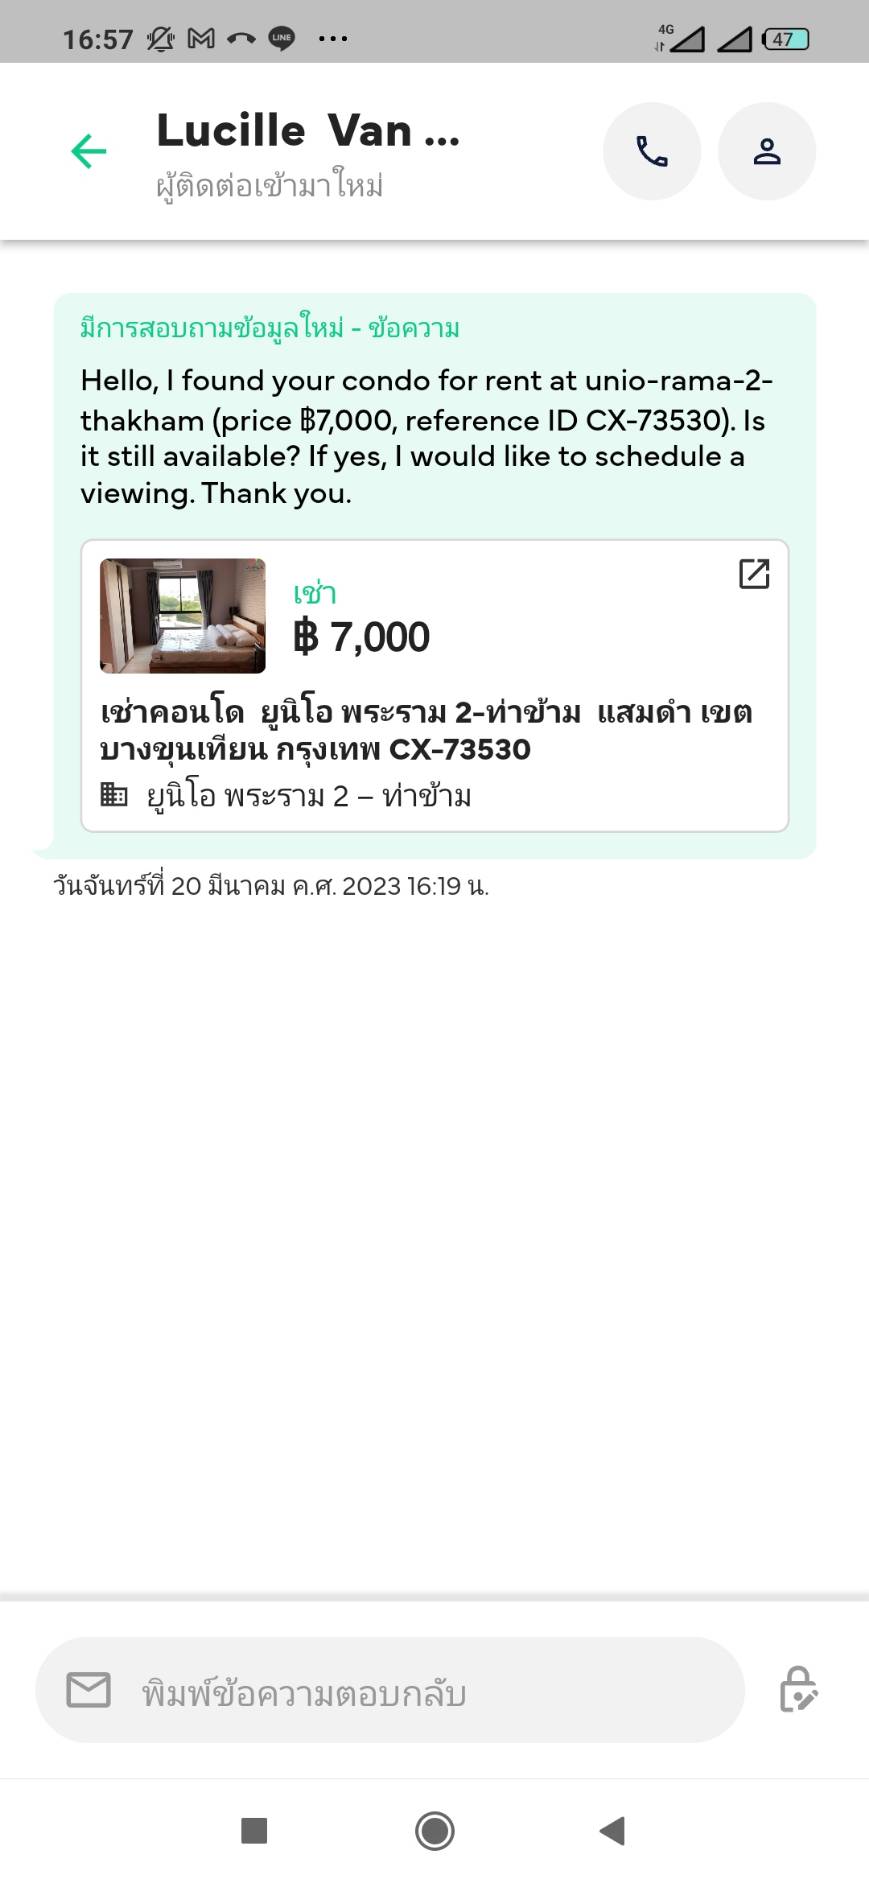 16:57 LINE ... 4G 47
Lucille Van ...
ผู้ติดต่อเข้ามาใหม่
มีการสอบถามข้อมูลใหม่ - ข้อความ
Hello, I found your condo for rent at unio-rama-2-
thakham (price ฿7,000, reference ID CX-73530). Is
it still available? If yes, I would like to schedule a
viewing. Thank you.
เช่า
฿ 7,000
เช่าคอนโด ยูนิโอ พระราม 2-ท่าข้าม แสมดำ เขต
บางขุนเทียน กรุงเทพ CX-73530
ยูนิโอ พระราม 2 – ท่าข้าม
วันจันทร์ที่ 20 มีนาคม ค.ศ. 2023 16:19 น.
พิมพ์ข้อความตอบกลับ